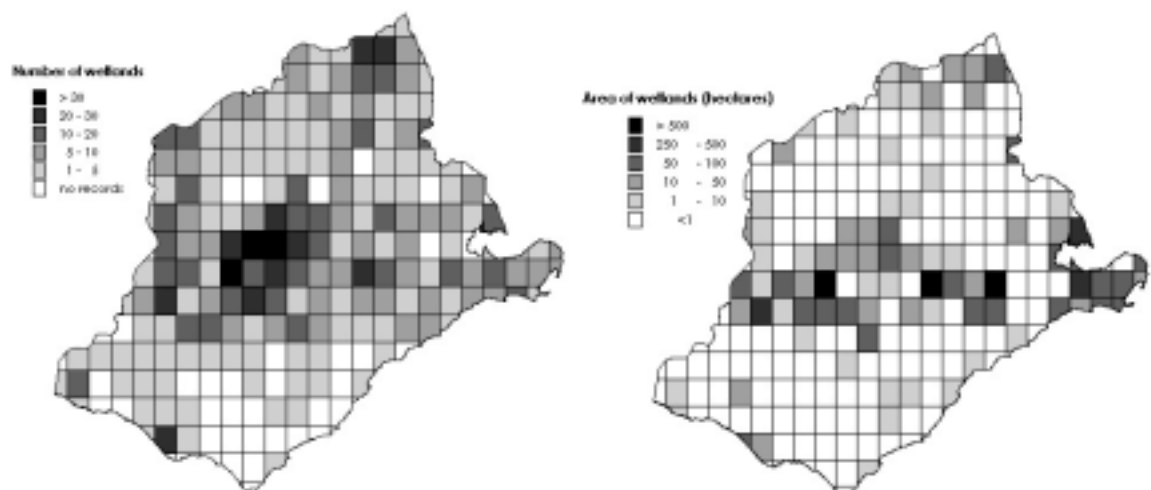 Number of wetlands
> 30
20 - 30
10 - 20
5 - 10
1 - 5
no records
Area of wetlands (hectares)
> 500
250 - 500
50 - 100
10 - 50
1 - 10
<1